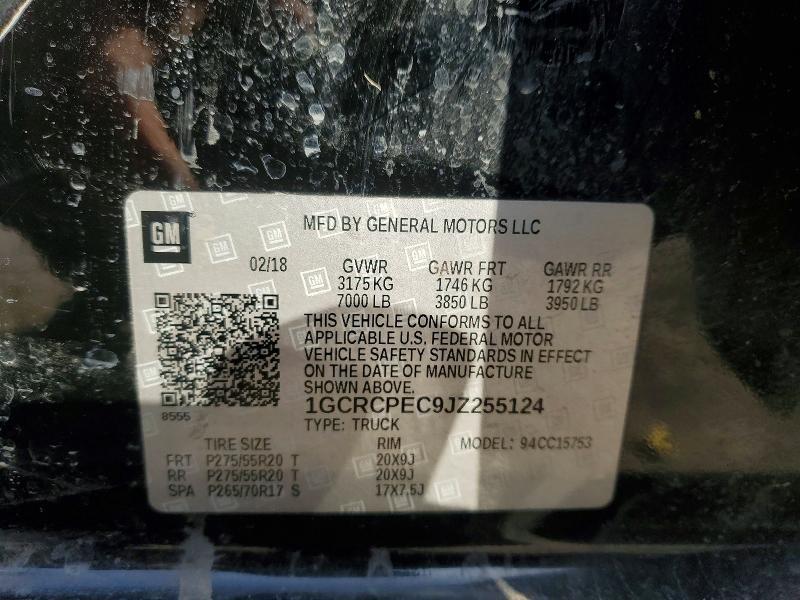 GM
MFD BY GENERAL MOTORS LLC
02/18 GVWR GAWR FRT GAWR RR
3175 KG 1746 KG 1792 KG
7000 LB 3850 LB 3950 LB
THIS VEHICLE CONFORMS TO ALL
APPLICABLE U.S. FEDERAL MOTOR
VEHICLE SAFETY STANDARDS IN EFFECT
ON THE DATE OF MANUFACTURE
SHOWN ABOVE.
8555
1GCRCPEC9JZ255124
TYPE: TRUCK
TIRE SIZE RIM MODEL: 94CC15753
FRT P275/55R20 T 20X9J
RR P275/55R20 T 20X9J
SPA P265/70R17 S 17X7.5J